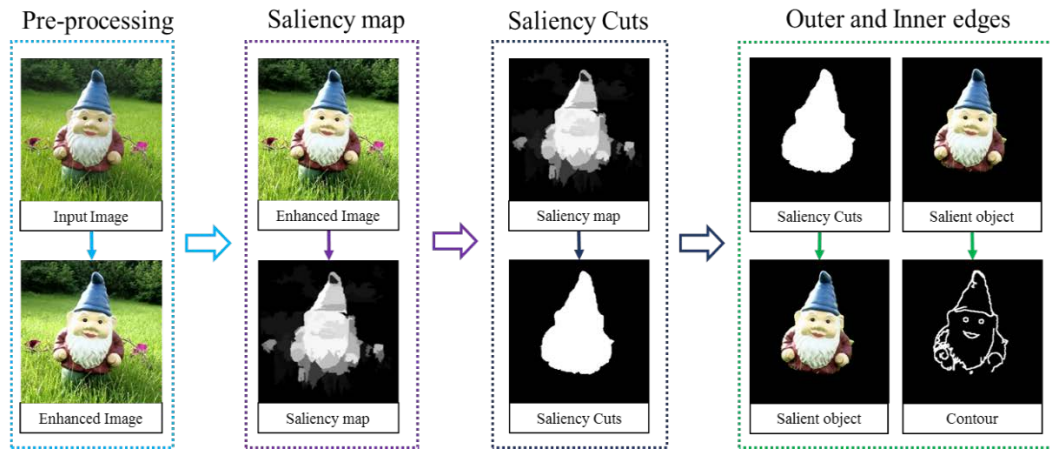 Pre-processing
Input Image
Enhanced Image
Saliency map
Enhanced Image
Saliency map
Saliency Cuts
Saliency map
Saliency Cuts
Outer and Inner edges
Saliency Cuts
Salient object
Salient object
Contour